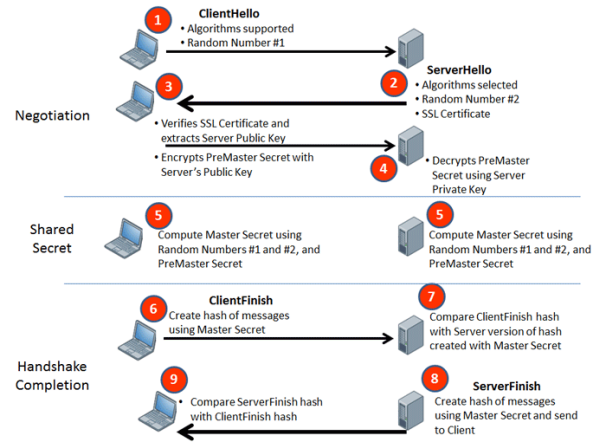 1
ClientHello
• Algorithms supported
• Random Number #1
2
ServerHello
• Algorithms selected
• Random Number #2
• SSL Certificate
Negotiation
3
• Verifies SSL Certificate and
extracts Server Public Key
• Encrypts PreMaster Secret with
Server's Public Key
4
• Decrypts PreMaster
Secret using Server
Private Key
Shared
Secret
5
Compute Master Secret using
Random Numbers #1 and #2, and
PreMaster Secret
5
Compute Master Secret using
Random Numbers #1 and #2, and
PreMaster Secret
Handshake
Completion
6
ClientFinish
Create hash of messages
using Master Secret
7
Compare ClientFinish hash
with Server version of hash
created with Master Secret
8
ServerFinish
Create hash of messages
using Master Secret and send
to Client
9
• Compare ServerFinish hash
with ClientFinish hash